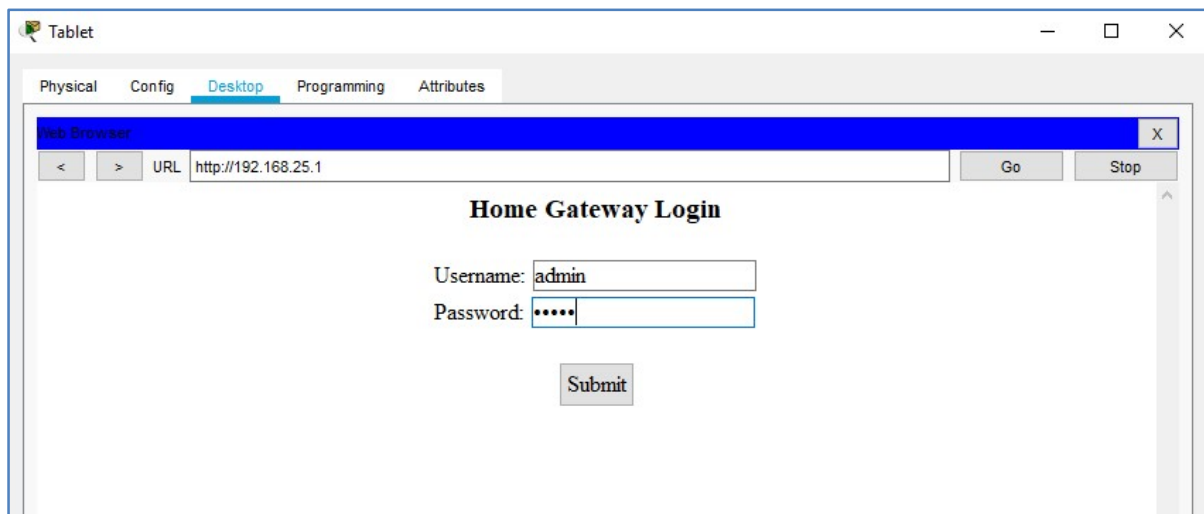 Tablet
Physical Config Desktop Programming Attributes
Web Browser X
< > URL http://192.168.25.1 Go Stop
Home Gateway Login
Username: admin
Password: •••••
Submit